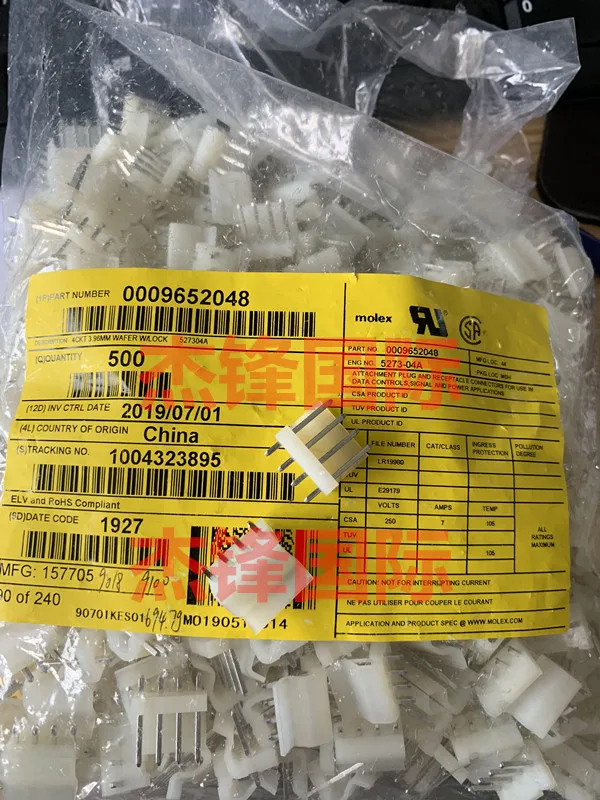 (1P)PART NUMBER 0009652048
DESCRIPTION 4CKT 3.96MM WAFER W/LOCK 527304A
(Q)QUANTITY 500
(12D) INV CTRL DATE 2019/07/01
(4L) COUNTRY OF ORIGIN China
(S)TRACKING NO. 1004323895
ELV and RoHS Compliant
(9D)DATE CODE 1927
MFG: 157705
90 of 240
molex
PART NO. 0009652048
ENG NO. 5273-04A
ATTACHMENT PLUG AND RECEPTACLE CONNECTORS FOR USE IN
DATA CONTROLS, SIGNAL AND POWER APPLICATIONS.
CSA PRODUCT ID
TUV PRODUCT ID
UL PRODUCT ID
FILE NUMBER CAT/CLASS INGRESS PROTECTION POLLUTION DEGREE
LR19980
TUV
UL E29179
VOLTS AMPS TEMP
CSA 250 7 105
TUV
UL 105
ALL RATINGS MAXIMUM
CAUTION: NOT FOR INTERRUPTING CURRENT
NE PAS UTILISER POUR COUPER LE COURANT
APPLICATION AND PRODUCT SPEC @ WWW.MOLEX.COM
杰锋国际
杰锋国际